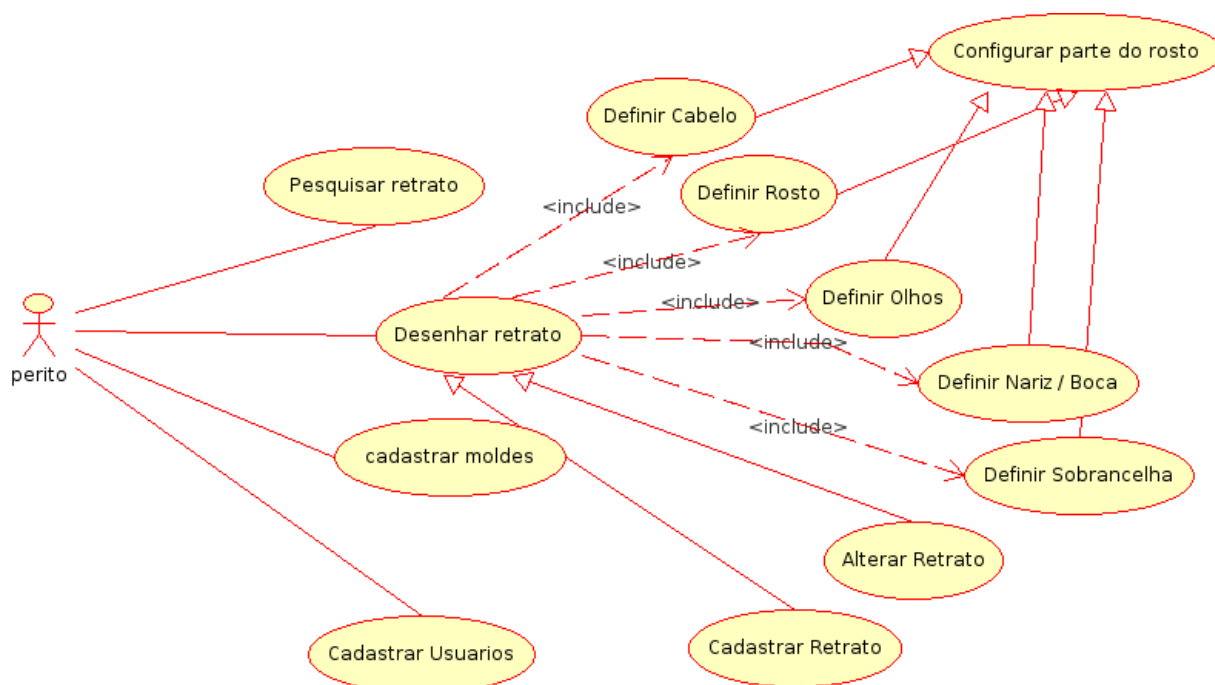 Configurar parte do rosto
Definir Cabelo
Pesquisar retrato
Definir Rosto
<include>
<include>
Definir Olhos
<include>
Desenhar retrato
<include>
perito
Definir Nariz / Boca
<include>
cadastrar moldes
Definir Sobrancelha
Alterar Retrato
Cadastrar Usuarios
Cadastrar Retrato